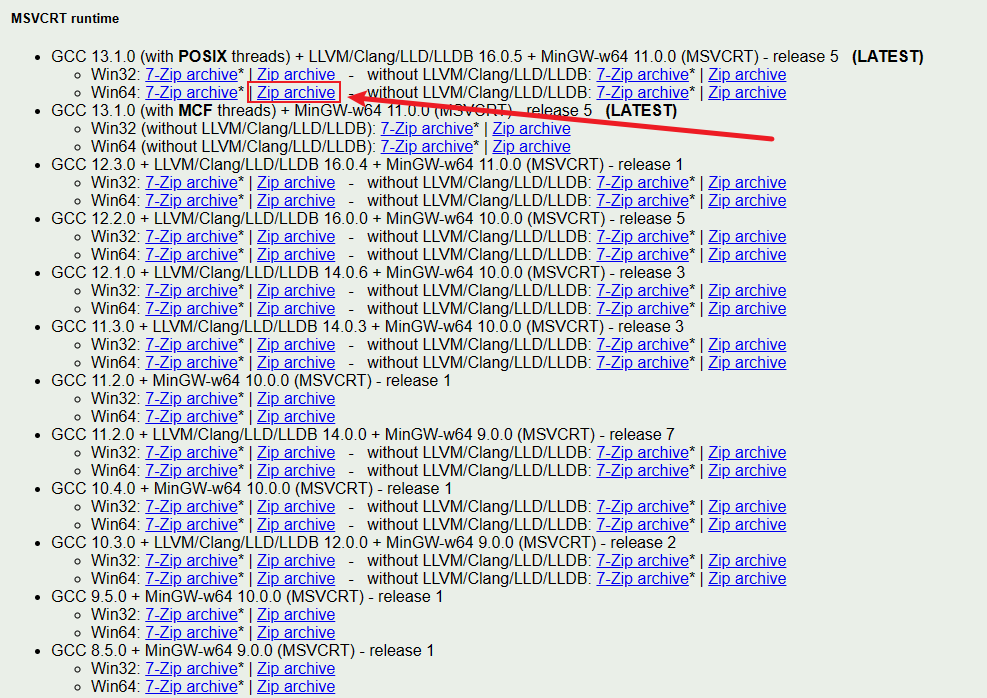 MSVCRT runtime
GCC 13.1.0 (with POSIX threads) + LLVM/Clang/LLD/LLDB 16.0.5 + MinGW-w64 11.0.0 (MSVCRT) - release 5 (LATEST)
Win32: 7-Zip archive* | Zip archive - without LLVM/Clang/LLD/LLDB: 7-Zip archive* | Zip archive
Win64: 7-Zip archive* | Zip archive - without LLVM/Clang/LLD/LLDB: 7-Zip archive* | Zip archive
GCC 13.1.0 (with MCF threads) + MinGW-w64 11.0.0 (MSVCRT) - release 5 (LATEST)
Win32 (without LLVM/Clang/LLD/LLDB): 7-Zip archive* | Zip archive
Win64 (without LLVM/Clang/LLD/LLDB): 7-Zip archive* | Zip archive
GCC 12.3.0 + LLVM/Clang/LLD/LLDB 16.0.4 + MinGW-w64 11.0.0 (MSVCRT) - release 1
Win32: 7-Zip archive* | Zip archive - without LLVM/Clang/LLD/LLDB: 7-Zip archive* | Zip archive
Win64: 7-Zip archive* | Zip archive - without LLVM/Clang/LLD/LLDB: 7-Zip archive* | Zip archive
GCC 12.2.0 + LLVM/Clang/LLD/LLDB 16.0.0 + MinGW-w64 10.0.0 (MSVCRT) - release 5
Win32: 7-Zip archive* | Zip archive - without LLVM/Clang/LLD/LLDB: 7-Zip archive* | Zip archive
Win64: 7-Zip archive* | Zip archive - without LLVM/Clang/LLD/LLDB: 7-Zip archive* | Zip archive
GCC 12.1.0 + LLVM/Clang/LLD/LLDB 14.0.6 + MinGW-w64 10.0.0 (MSVCRT) - release 3
Win32: 7-Zip archive* | Zip archive - without LLVM/Clang/LLD/LLDB: 7-Zip archive* | Zip archive
Win64: 7-Zip archive* | Zip archive - without LLVM/Clang/LLD/LLDB: 7-Zip archive* | Zip archive
GCC 11.3.0 + LLVM/Clang/LLD/LLDB 14.0.3 + MinGW-w64 10.0.0 (MSVCRT) - release 3
Win32: 7-Zip archive* | Zip archive - without LLVM/Clang/LLD/LLDB: 7-Zip archive* | Zip archive
Win64: 7-Zip archive* | Zip archive - without LLVM/Clang/LLD/LLDB: 7-Zip archive* | Zip archive
GCC 11.2.0 + MinGW-w64 10.0.0 (MSVCRT) - release 1
Win32: 7-Zip archive* | Zip archive
Win64: 7-Zip archive* | Zip archive
GCC 11.2.0 + LLVM/Clang/LLD/LLDB 14.0.0 + MinGW-w64 9.0.0 (MSVCRT) - release 7
Win32: 7-Zip archive* | Zip archive - without LLVM/Clang/LLD/LLDB: 7-Zip archive* | Zip archive
Win64: 7-Zip archive* | Zip archive - without LLVM/Clang/LLD/LLDB: 7-Zip archive* | Zip archive
GCC 10.4.0 + MinGW-w64 10.0.0 (MSVCRT) - release 1
Win32: 7-Zip archive* | Zip archive - without LLVM/Clang/LLD/LLDB: 7-Zip archive* | Zip archive
Win64: 7-Zip archive* | Zip archive - without LLVM/Clang/LLD/LLDB: 7-Zip archive* | Zip archive
GCC 10.3.0 + LLVM/Clang/LLD/LLDB 12.0.0 + MinGW-w64 9.0.0 (MSVCRT) - release 2
Win32: 7-Zip archive* | Zip archive - without LLVM/Clang/LLD/LLDB: 7-Zip archive* | Zip archive
Win64: 7-Zip archive* | Zip archive - without LLVM/Clang/LLD/LLDB: 7-Zip archive* | Zip archive
GCC 9.5.0 + MinGW-w64 10.0.0 (MSVCRT) - release 1
Win32: 7-Zip archive* | Zip archive
Win64: 7-Zip archive* | Zip archive
GCC 8.5.0 + MinGW-w64 9.0.0 (MSVCRT) - release 1
Win32: 7-Zip archive* | Zip archive
Win64: 7-Zip archive* | Zip archive